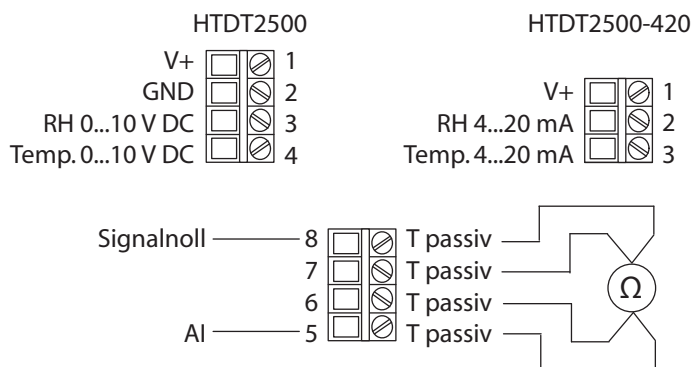 HTDT2500
V+ 1
GND 2
RH 0...10 V DC 3
Temp. 0...10 V DC 4
HTDT2500-420
V+ 1
RH 4...20 mA 2
Temp. 4...20 mA 3
Signalnoll 8 T passiv
7 T passiv
6 T passiv
AI 5 T passiv
Ω